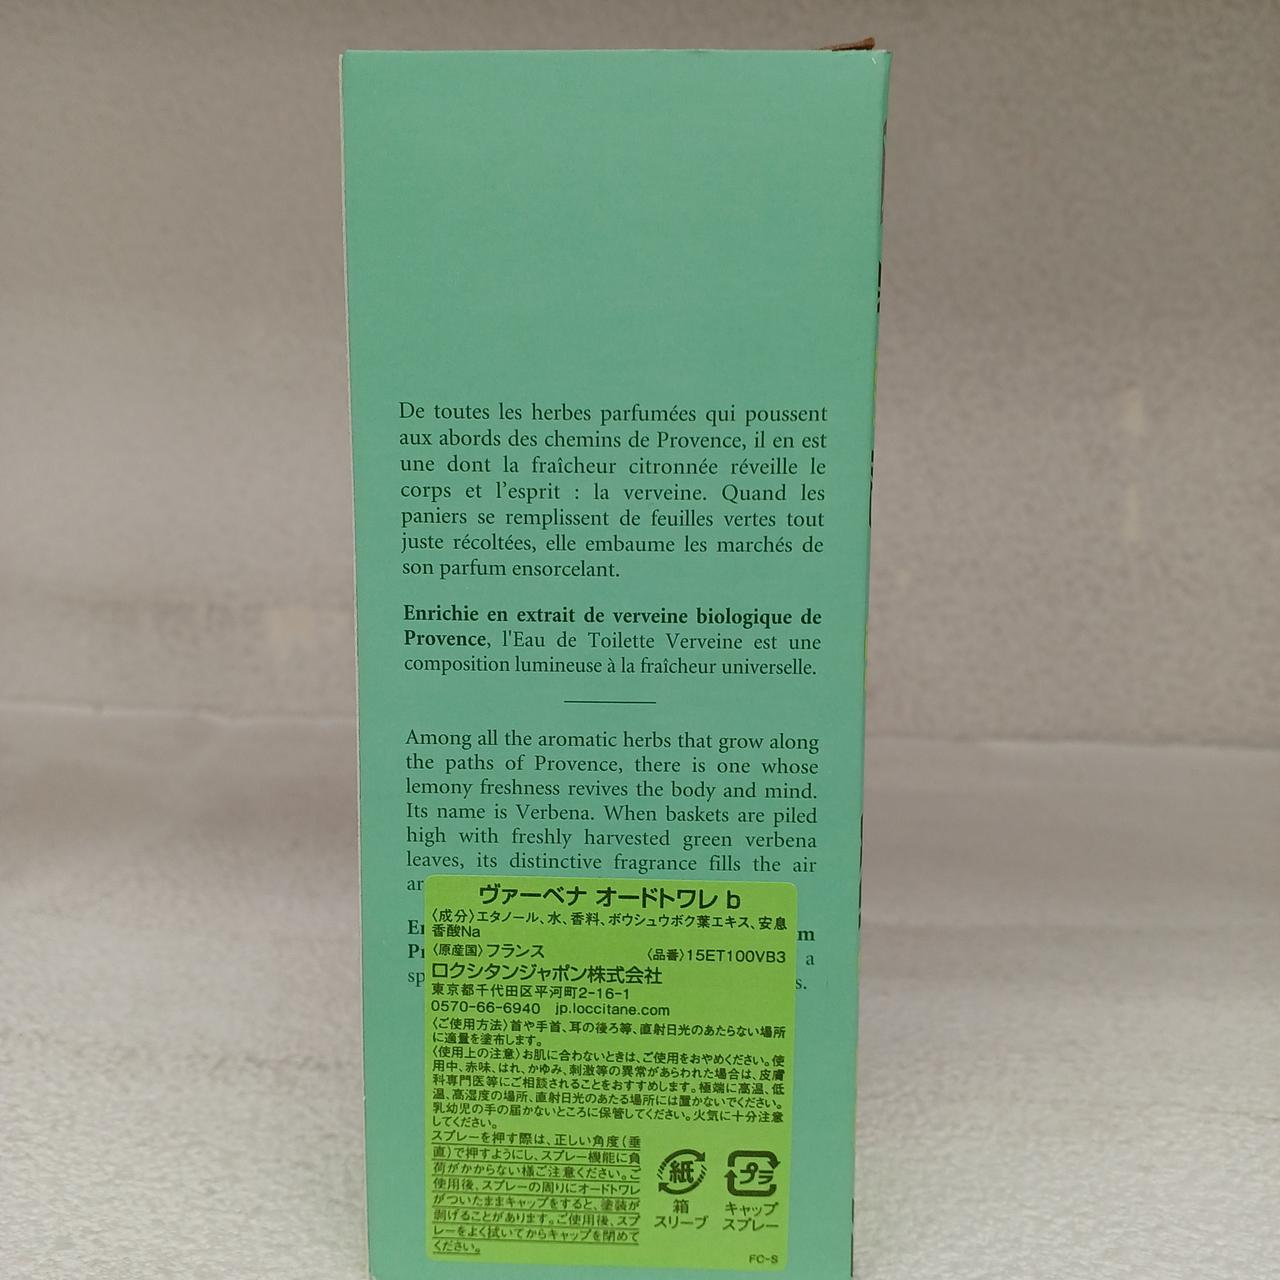 De toutes les herbes parfumées qui poussent
aux abords des chemins de Provence, il en est
une dont la fraîcheur citronnée réveille le
corps et l'esprit : la verveine. Quand les
paniers se remplissent de feuilles vertes tout
juste récoltées, elle embaume les marchés de
son parfum ensorcelant.
Enrichie en extrait de verveine biologique de
Provence, l'Eau de Toilette Verveine est une
composition lumineuse à la fraîcheur universelle.
Among all the aromatic herbs that grow along
the paths of Provence, there is one whose
lemony freshness revives the body and mind.
Its name is Verbena. When baskets are piled
high with freshly harvested green verbena
leaves, its distinctive fragrance fills the air
ヴァーベナ オードトワレ b
〈成分〉エタノール、水、香料、ボウシュウボク葉エキス、安息
香酸Na
〈原産国〉フランス 〈品番〉15ET100VB3
ロクシタンジャポン株式会社
東京都千代田区平河町2-16-1
0570-66-6940 jp.loccitane.com
〈ご使用方法〉首や手首、耳の後ろ等、直射日光のあたらない場所
に適量を塗布します。
〈使用上の注意〉お肌に合わないときは、ご使用をおやめください。使
用中、赤味、はれ、かゆみ、刺激等の異常があらわれた場合は、皮膚
科専門医等にご相談されることをおすすめします。極端に高温、低
温、高湿度の場所、直射日光のあたる場所には置かないでください。
乳幼児の手の届かないところに保管してください。火気に十分注意
してください。
スプレーを押す際は、正しい角度(垂
直)で押すようにし、スプレー機能に負
荷がかからない様ご注意ください。ご
使用後、スプレーの周りにオードトワレ
がついたままキャップをすると、塗装が
剥げることがあります。ご使用後、スプ
レーをよく拭いてからキャップを閉めて
ください。
紙 プラ
箱 キャップ
スリーブ スプレー
FC-S